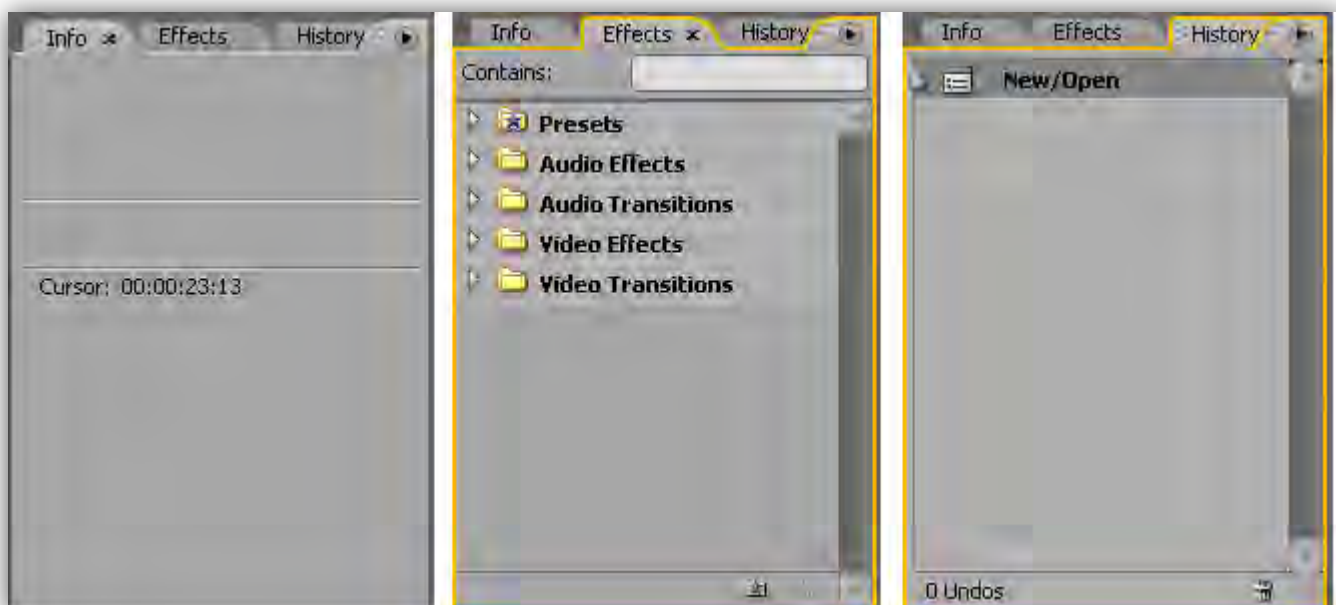 Info Effects History
Cursor: 00:00:23:13
Info Effects History
Contains:
Presets
Audio Effects
Audio Transitions
Video Effects
Video Transitions
Info Effects History
New/Open
0 Undos